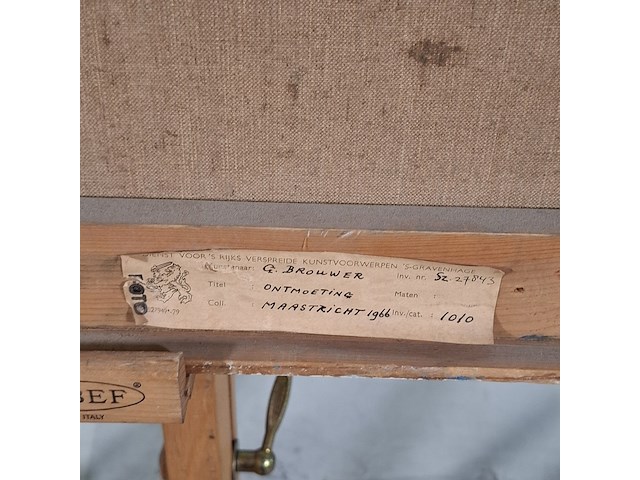 DIENST VOOR 'S RIJKS VERSPREIDE KUNSTVOORWERPEN 'S-GRAVENHAGE
Kunstenaar: G. BROUWER Inv. nr. SZ 27843
Titel : ONTMOETING Maten :
Coll. : MAASTRICHT 1966 Inv./cat. : 1010
FOTO
BEF®
ITALY